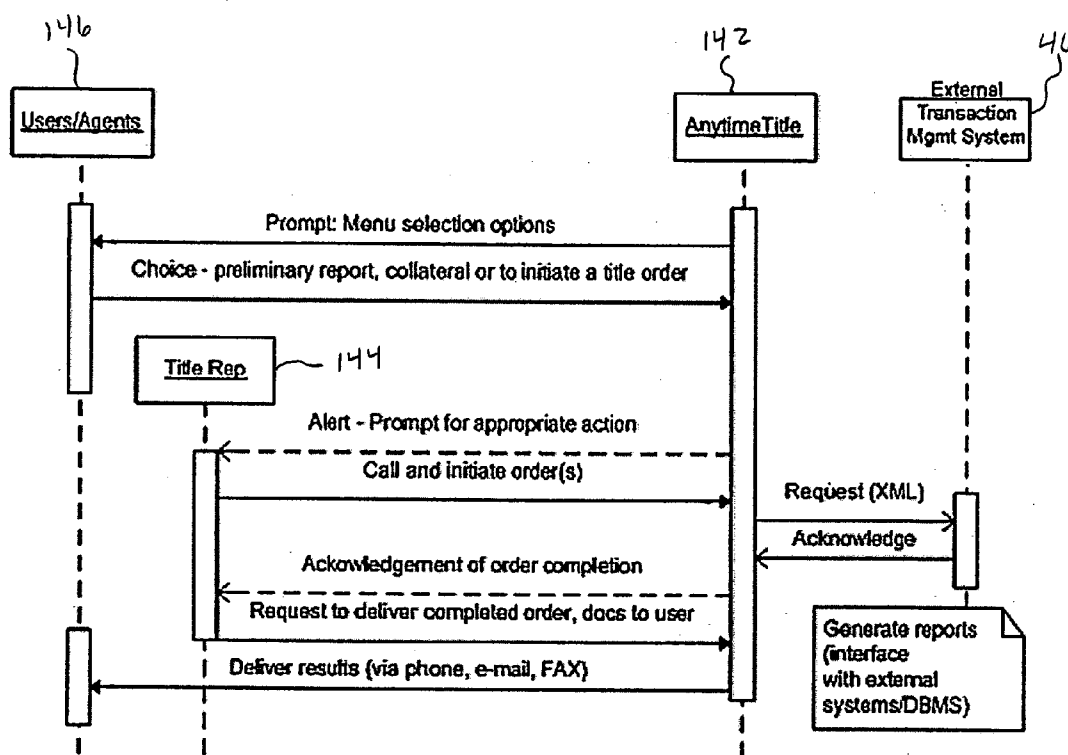 146
142
Users/Agents
AnytimeTitle
External
Transaction
Mgmt System
Prompt: Menu selection options
Choice - preliminary report, collateral or to initiate a title order
Title Rep
144
Alert - Prompt for appropriate action
Call and initiate order(s)
Request (XML)
Acknowledge
Ackowledgement of order completion
Request to deliver completed order, docs to user
Generate reports
(interface
with external
systems/DBMS)
Deliver results (via phone, e-mail, FAX)